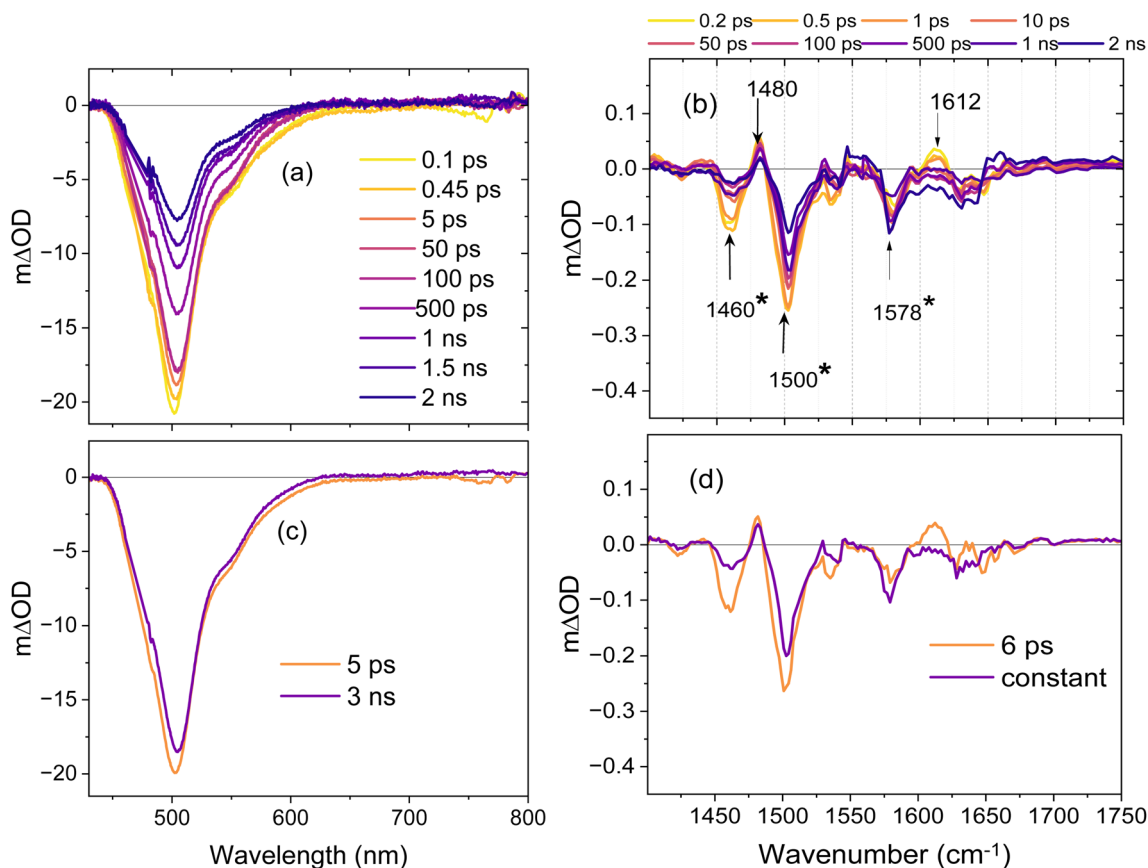 0.2 ps 0.5 ps 1 ps 10 ps
50 ps 100 ps 500 ps 1 ns 2 ns
(a)
0.1 ps
0.45 ps
5 ps
50 ps
100 ps
500 ps
1 ns
1.5 ns
2 ns
0
−5
−10
−15
−20
mΔOD
(b)
1480
1612
1460*
1578*
1500*
0.1
0.0
−0.1
−0.2
−0.3
−0.4
mΔOD
(c)
5 ps
3 ns
0
−5
−10
−15
−20
mΔOD
500 600 700 800
Wavelength (nm)
(d)
6 ps
constant
0.1
0.0
−0.1
−0.2
−0.3
−0.4
mΔOD
1450 1500 1550 1600 1650 1700 1750
Wavenumber (cm⁻¹)